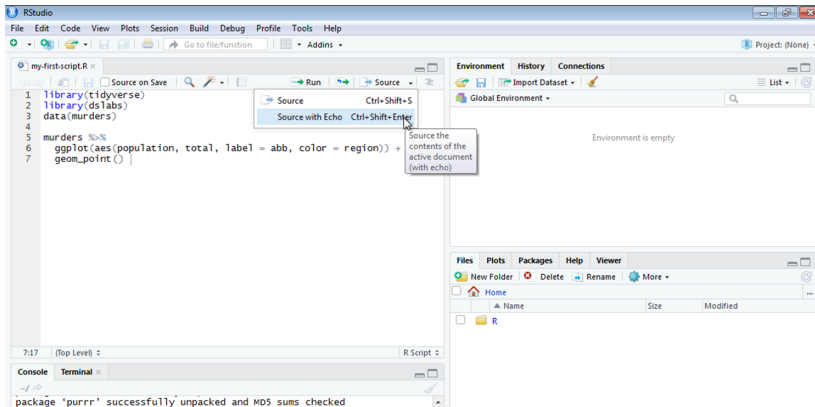 RStudio
File Edit Code View Plots Session Build Debug Profile Tools Help
Go to file/function Addins Project: (None)
my-first-script.R
Source on Save Run Source
1 library(tidyverse)
2 library(dslabs)
3 data(murders)
4
5 murders %>%
6 ggplot(aes(population, total, label = abb, color = region)) +
7 geom_point()
Source Ctrl+Shift+S
Source with Echo Ctrl+Shift+Enter
Source the
contents of the
active document
(with echo)
7:17 (Top Level) R Script
Console Terminal
~/
package ‘purrr’ successfully unpacked and MD5 sums checked
Environment History Connections
Import Dataset List
Global Environment
Environment is empty
Files Plots Packages Help Viewer
New Folder Delete Rename More
Home ...
Name Size Modified
R